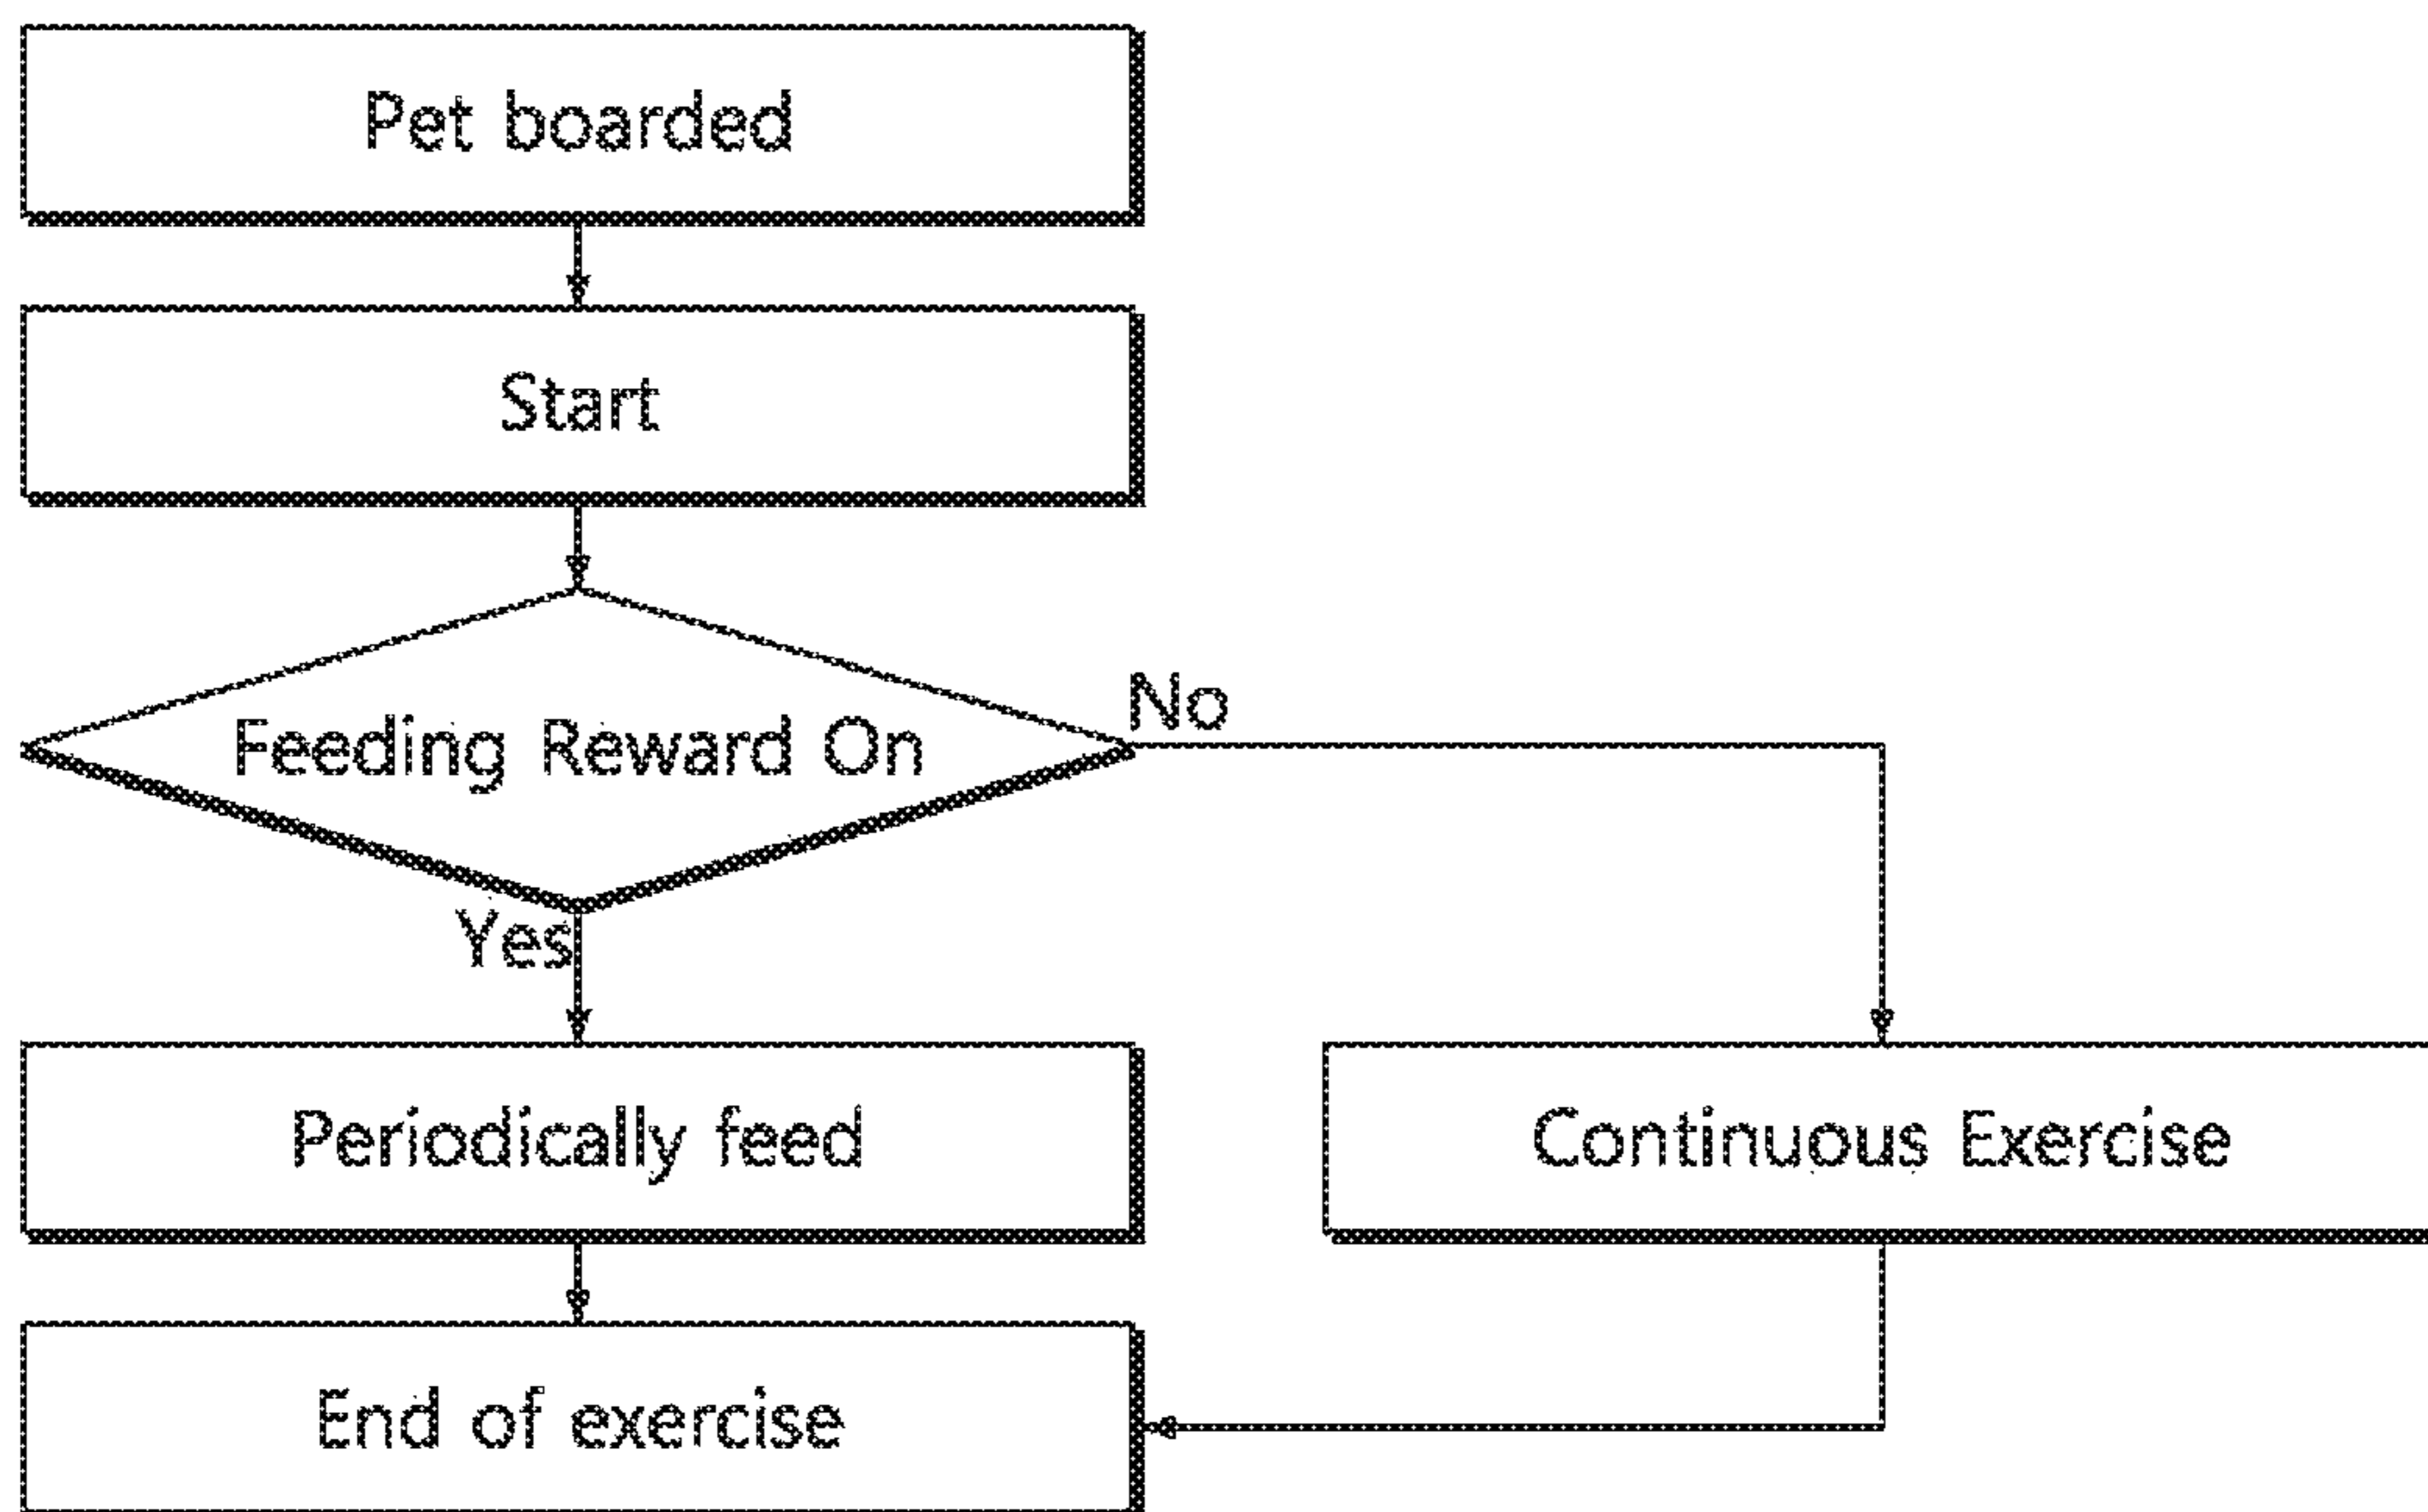 Pet boarded
Start
Feeding Reward On
No
Yes
Periodically feed
Continuous Exercise
End of exercise